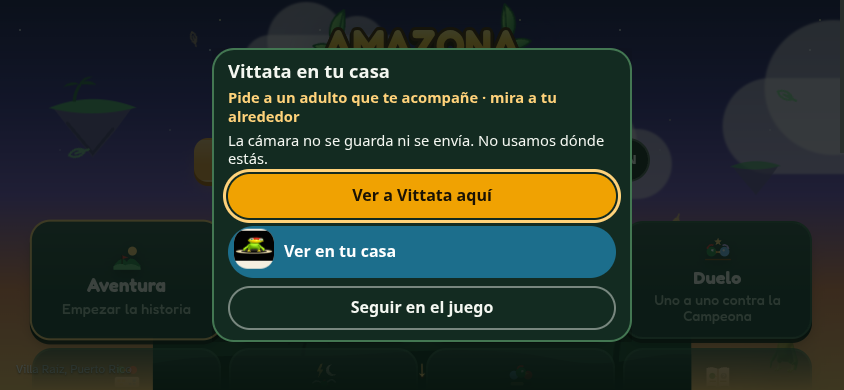 AMAZONA
Vittata en tu casa
Pide a un adulto que te acompañe · mira a tu
alrededor
La cámara no se guarda ni se envía. No usamos dónde
estás.
Ver a Vittata aquí
Ver en tu casa
Seguir en el juego
Aventura
Empezar la historia
Duelo
Uno a uno contra la
Campeona